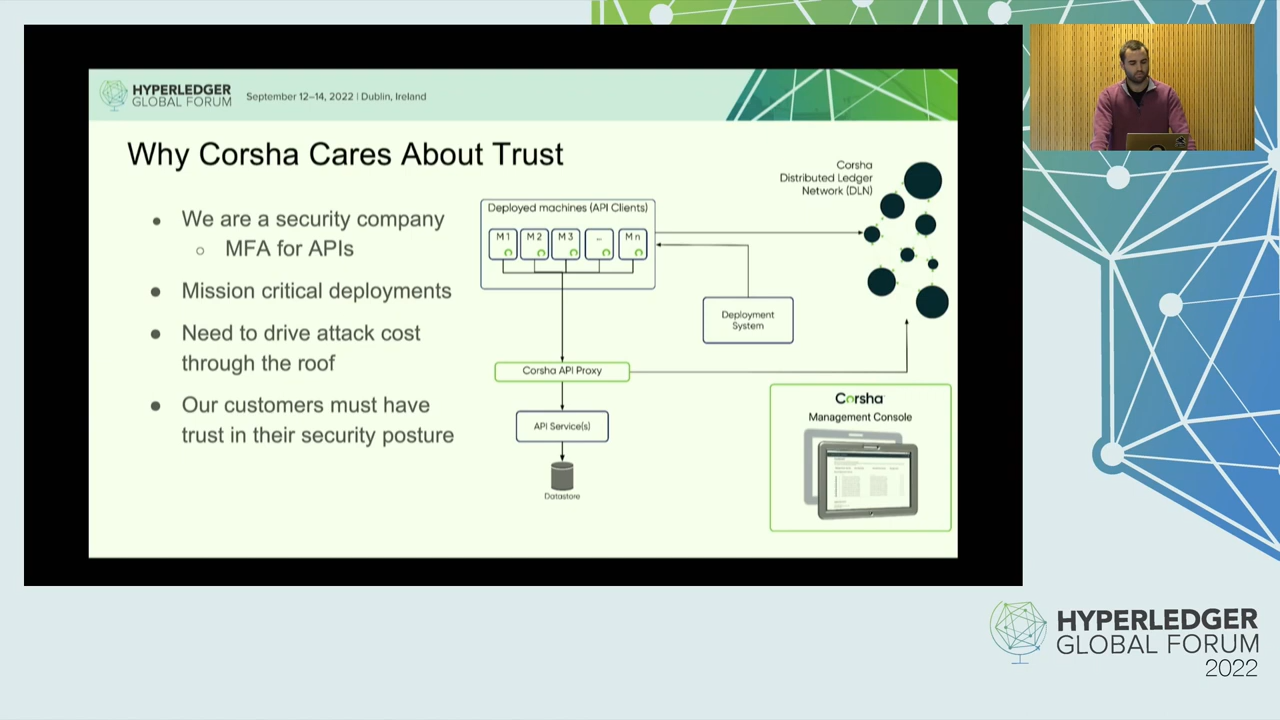 HYPERLEDGER
GLOBAL FORUM
September 12–14, 2022 | Dublin, Ireland
Why Corsha Cares About Trust
● We are a security company
○ MFA for APIs
● Mission critical deployments
● Need to drive attack cost
through the roof
● Our customers must have
trust in their security posture
Deployed machines (API Clients)
M 1 M 2 M 3 ... M n
Corsha
Distributed Ledger
Network (DLN)
Deployment
System
Corsha API Proxy
API Service(s)
Datastore
Corsha
Management Console
HYPERLEDGER
GLOBAL FORUM
2022